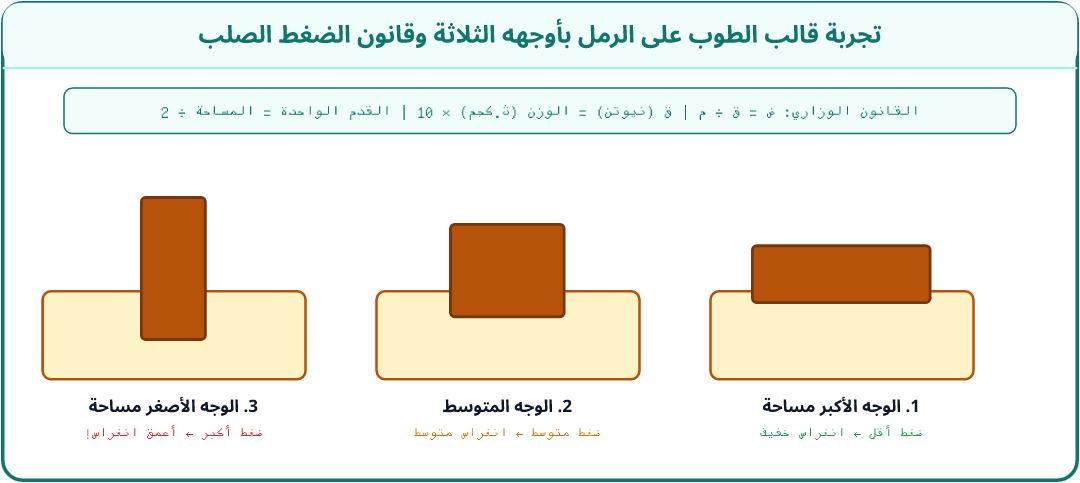 تجربة قالب الطوب على الرمل بأوجهه الثلاثة وقانون الضغط الصلب
القانون الوزاري: ض = ق ÷ م | ق (نيوتن) = الوزن (ث.كجم) × 10 | القدم الواحدة = المساحة ÷ 2
1. الوجه الأكبر مساحة
ضغط أقل ← انغراس خفيف
2. الوجه المتوسط
ضغط متوسط ← انغراس متوسط
3. الوجه الأصغر مساحة
ضغط أكبر ← أعمق انغراس!